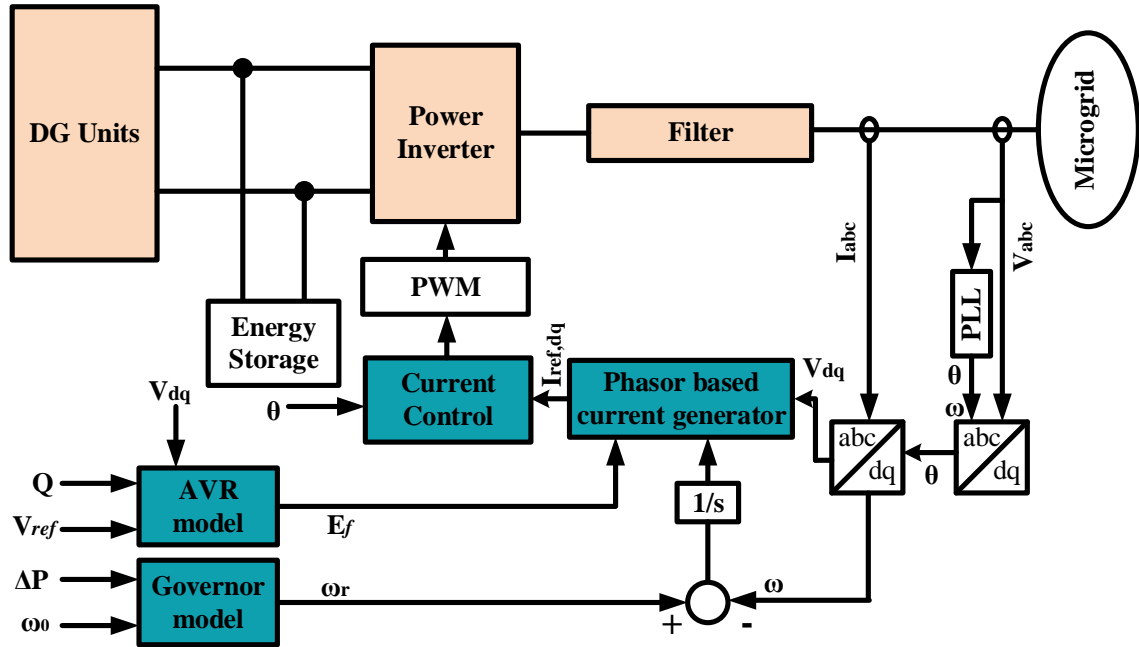 DG Units
Power
Inverter
Filter
Microgrid
Iabc
Vabc
PWM
PLL
Energy
Storage
Iref,dq
Vdq
θ
ω
Vdq
θ
Current
Control
Phasor based
current generator
abc
dq
θ
abc
dq
Q
Vref
AVR
model
Ef
1/s
ΔP
ω0
Governor
model
ωr
+
-
ω